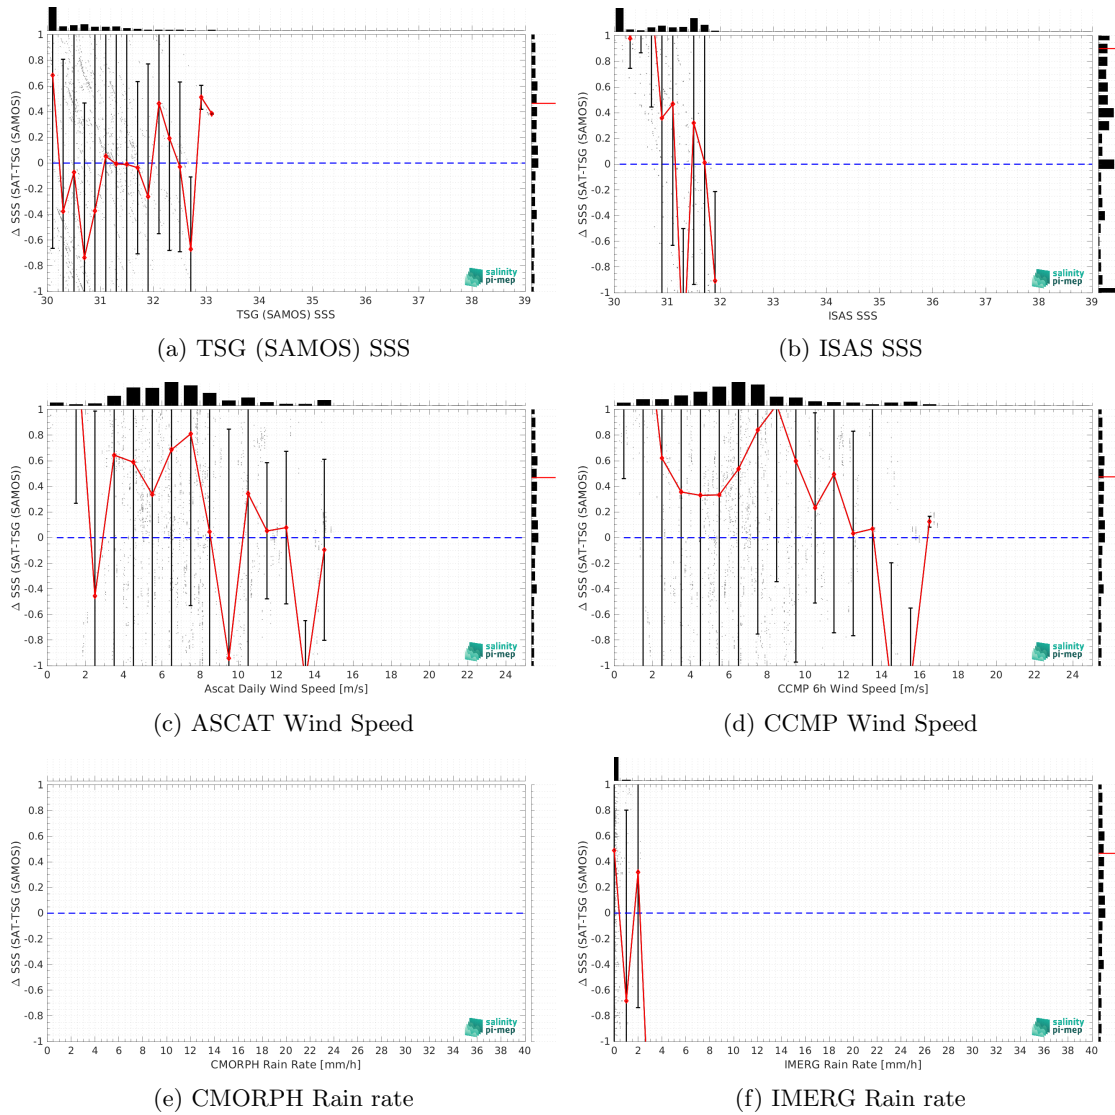 1
0.8
0.6
0.4
0.2
0
-0.2
-0.4
-0.6
-0.8
-1
Δ SSS (SAT-TSG (SAMOS))
salinity
pi-mep
30 31 32 33 34 35 36 37 38 39
TSG (SAMOS) SSS
(a) TSG (SAMOS) SSS
1
0.8
0.6
0.4
0.2
0
-0.2
-0.4
-0.6
-0.8
-1
Δ SSS (SAT-TSG (SAMOS))
salinity
pi-mep
30 31 32 33 34 35 36 37 38 39
ISAS SSS
(b) ISAS SSS
1
0.8
0.6
0.4
0.2
0
-0.2
-0.4
-0.6
-0.8
-1
Δ SSS (SAT-TSG (SAMOS))
salinity
pi-mep
0 2 4 6 8 10 12 14 16 18 20 22 24
Ascat Daily Wind Speed [m/s]
(c) ASCAT Wind Speed
1
0.8
0.6
0.4
0.2
0
-0.2
-0.4
-0.6
-0.8
-1
Δ SSS (SAT-TSG (SAMOS))
salinity
pi-mep
0 2 4 6 8 10 12 14 16 18 20 22 24
CCMP 6h Wind Speed [m/s]
(d) CCMP Wind Speed
1
0.8
0.6
0.4
0.2
0
-0.2
-0.4
-0.6
-0.8
-1
Δ SSS (SAT-TSG (SAMOS))
salinity
pi-mep
0 2 4 6 8 10 12 14 16 18 20 22 24 26 28 30 32 34 36 38 40
CMORPH Rain Rate [mm/h]
(e) CMORPH Rain rate
1
0.8
0.6
0.4
0.2
0
-0.2
-0.4
-0.6
-0.8
-1
Δ SSS (SAT-TSG (SAMOS))
salinity
pi-mep
0 2 4 6 8 10 12 14 16 18 20 22 24 26 28 30 32 34 36 38 40
IMERG Rain Rate [mm/h]
(f) IMERG Rain rate